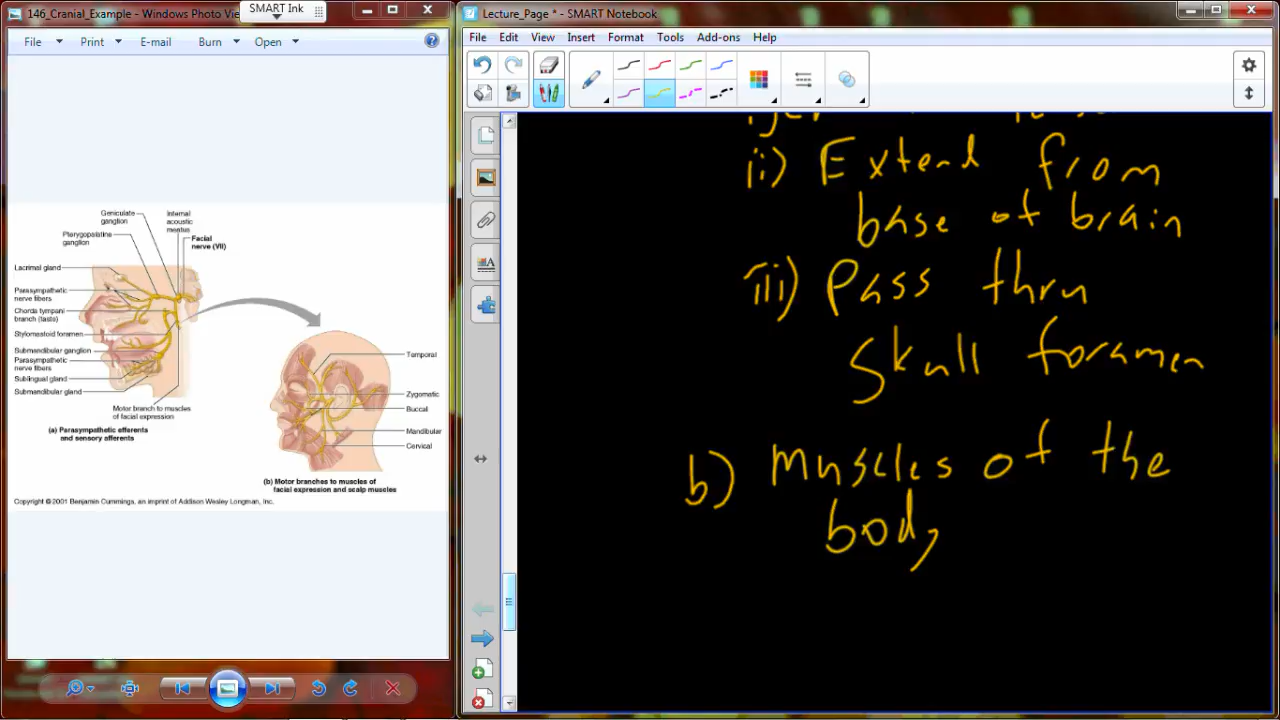 146_Cranial_Example - Windows Photo Vie
SMART Ink
File Print E-mail Burn Open
Geniculate
ganglion
Internal
acoustic
meatus
Pterygopalatine
ganglion
Facial
nerve (VII)
Lacrimal gland
Parasympathetic
nerve fibers
Chorda tympani
branch (taste)
Stylomastoid foramen
Submandibular ganglion
Parasympathetic
nerve fibers
Sublingual gland
Submandibular gland
Motor branch to muscles
of facial expression
(a) Parasympathetic efferents
and sensory afferents
Temporal
Zygomatic
Buccal
Mandibular
Cervical
(b) Motor branches to muscles of
facial expression and scalp muscles
Copyright © 2001 Benjamin Cummings, an imprint of Addison Wesley Longman, Inc.
Lecture_Page * - SMART Notebook
File Edit View Insert Format Tools Add-ons Help
ii) Extend from
base of brain
iii) Pass thru
Skull foramen
b) Muscles of the
body